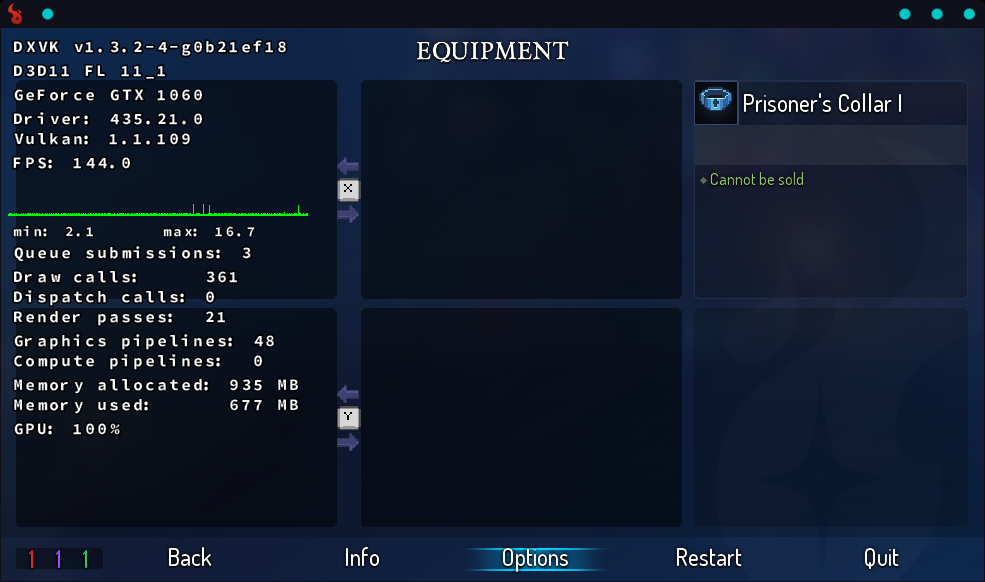 DXVK v1.3.2-4-g0b21ef18
EQUIPMENT
D3D11 FL 11_1
GeForce GTX 1060
Driver: 435.21.0
Vulkan: 1.1.109
FPS: 144.0
min: 2.1 max: 16.7
Queue submissions: 3
Draw calls: 361
Dispatch calls: 0
Render passes: 21
Graphics pipelines: 48
Compute pipelines: 0
Memory allocated: 935 MB
Memory used: 677 MB
GPU: 100%
X
Y
Prisoner's Collar I
Cannot be sold
1 1 1
Back
Info
Options
Restart
Quit